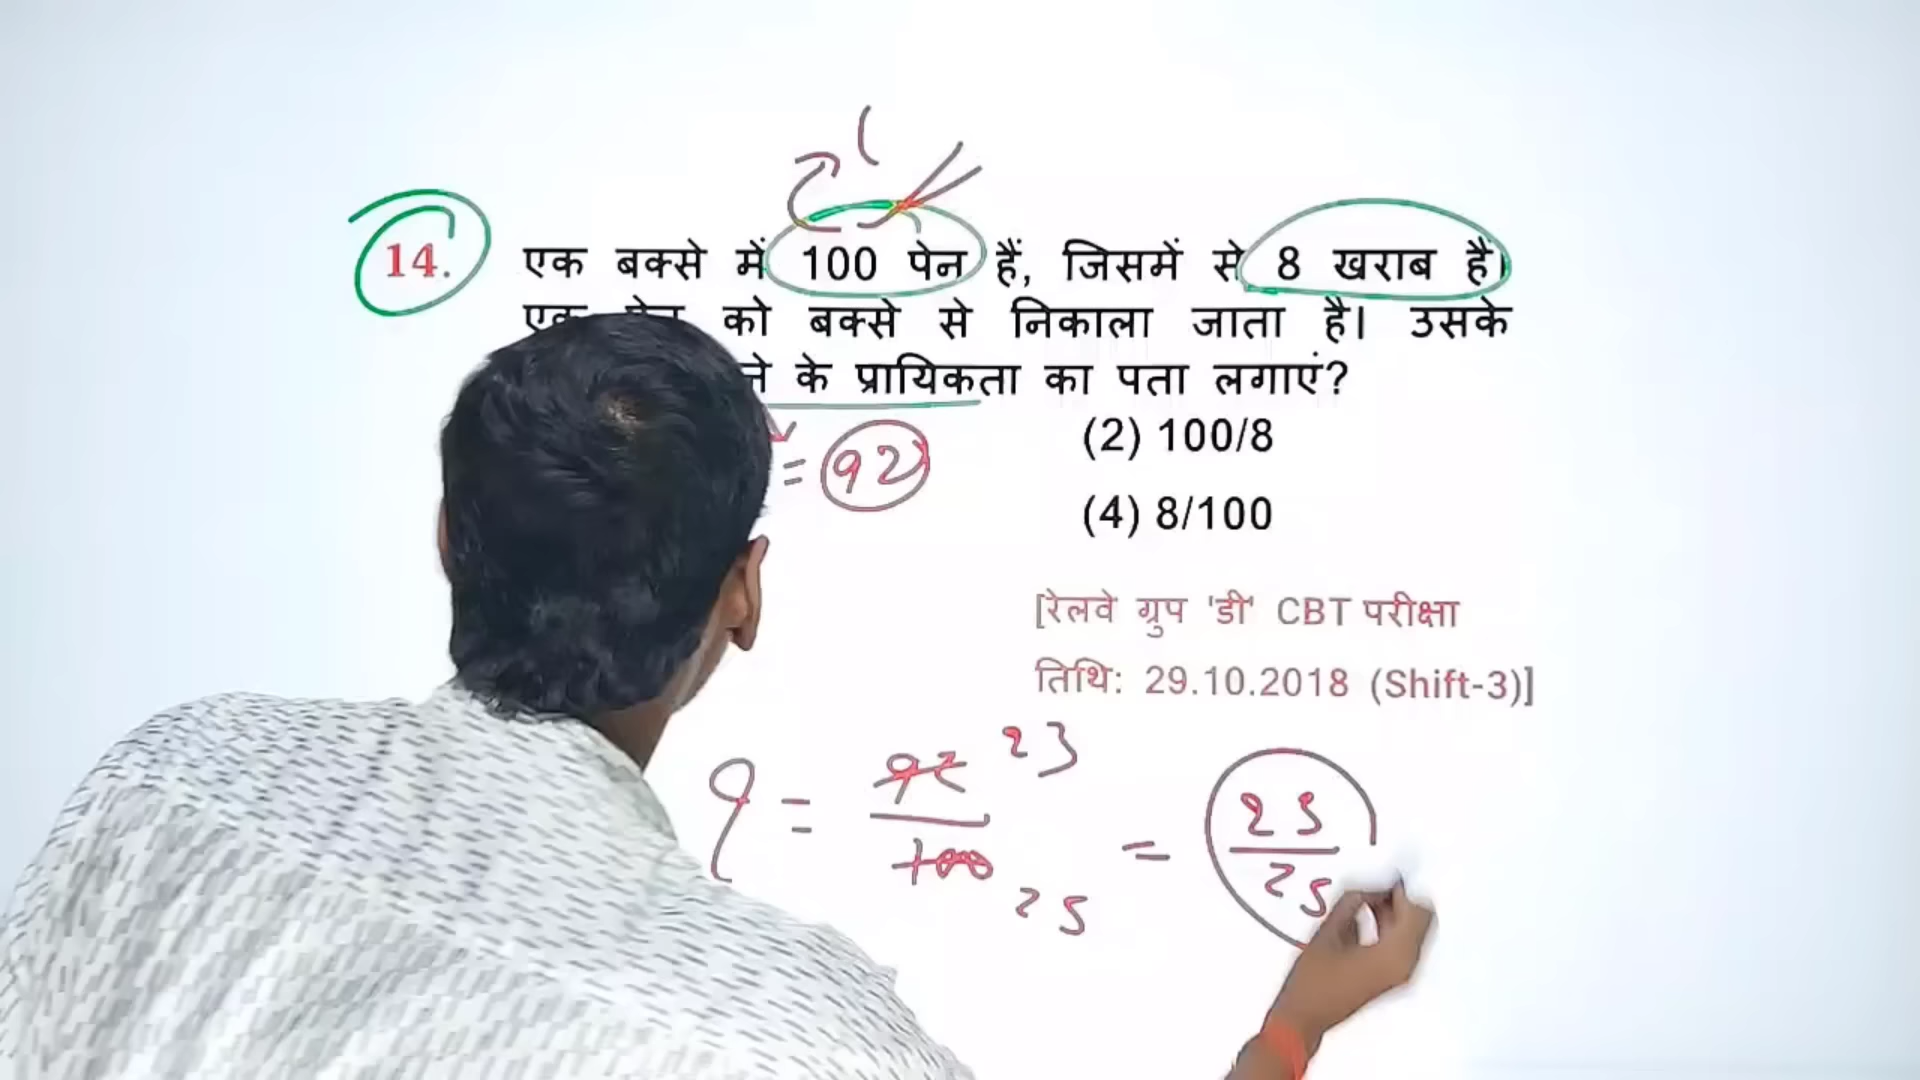 14. एक बक्से में 100 पेन हैं, जिसमें से 8 खराब हैं।
को बक्से से निकाला जाता है। उसके
के प्रायिकता का पता लगाएं?
= 92
(2) 100/8
(4) 8/100
[रेलवे ग्रुप 'डी' CBT परीक्षा
तिथि: 29.10.2018 (Shift-3)]
= 92/100 23 25 = 23/25